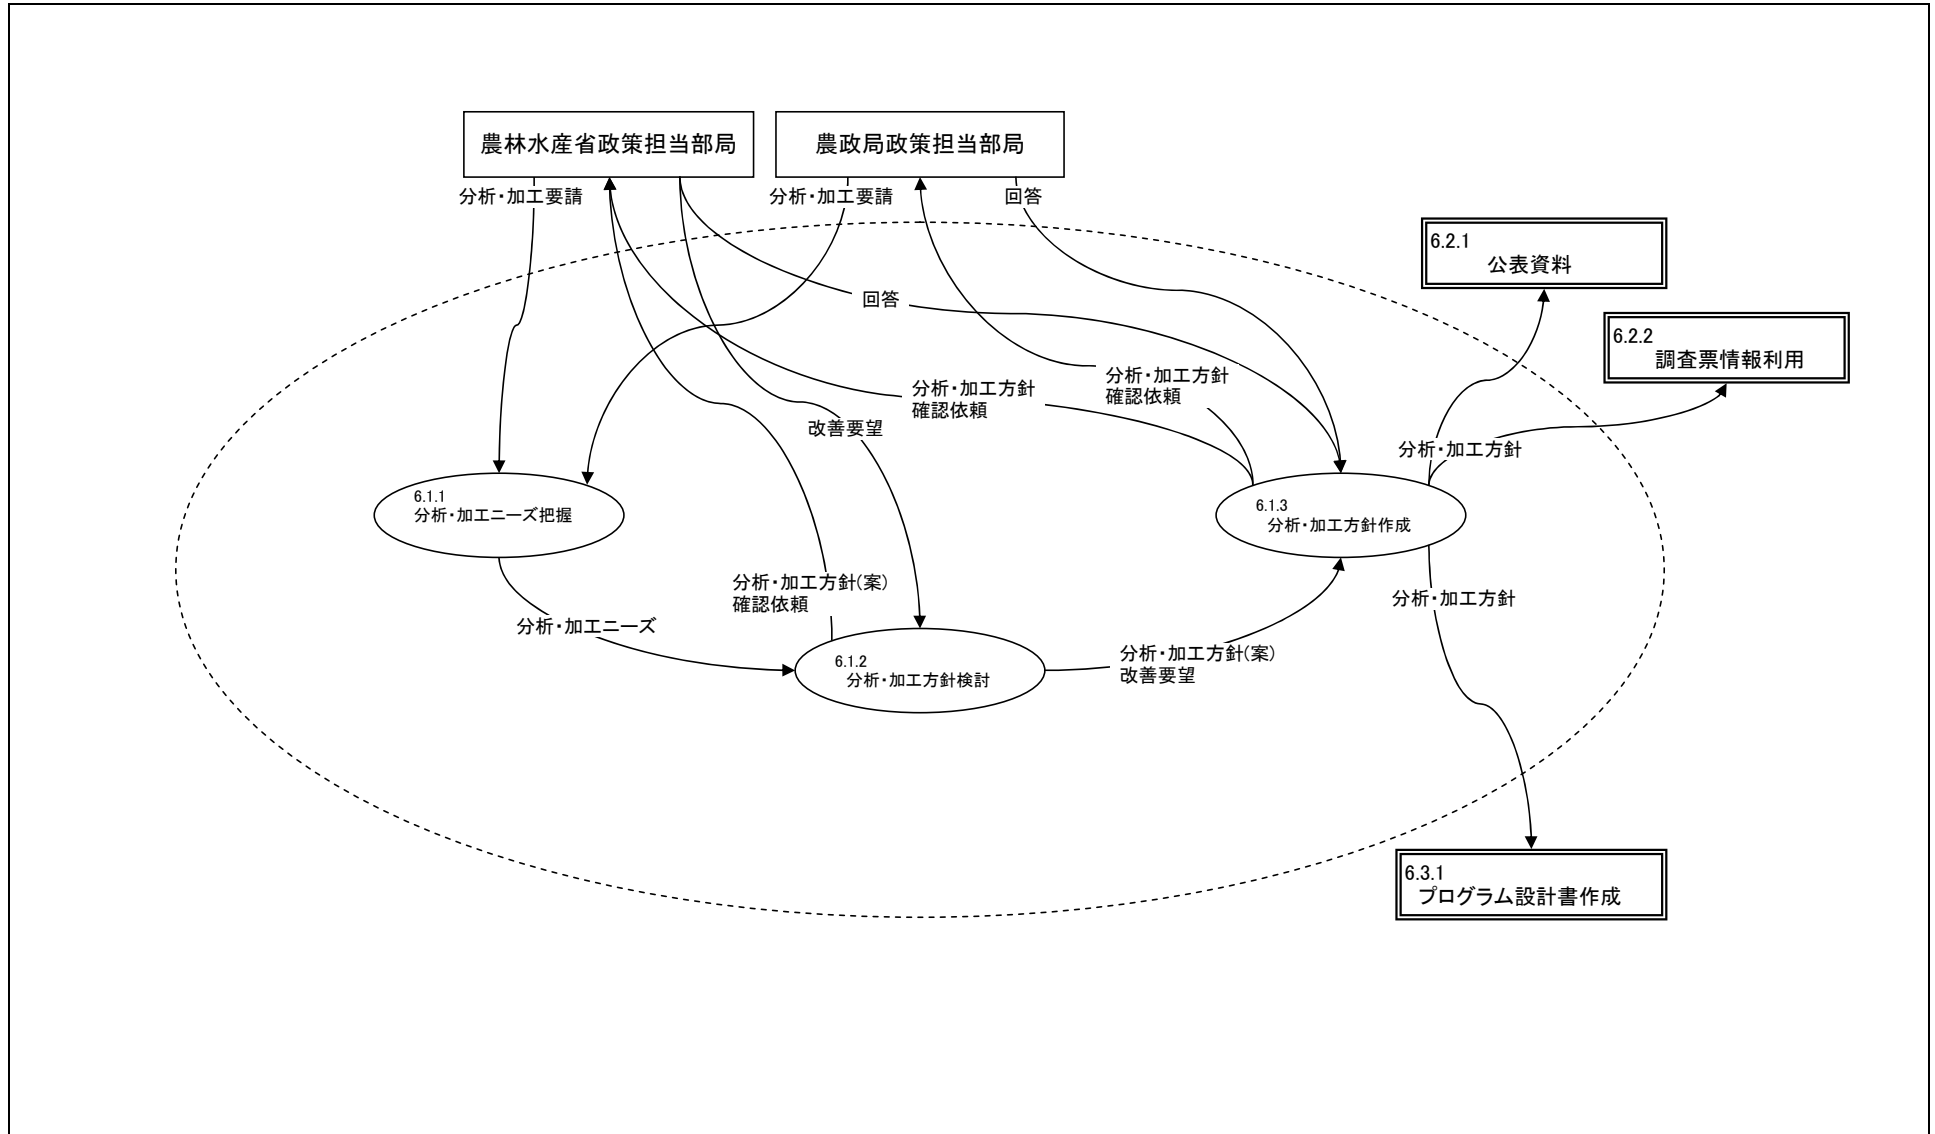 農林水産省政策担当部局
農政局政策担当部局
分析・加工要請
分析・加工要請
回答
6.2.1
公表資料
回答
6.2.2
調査票情報利用
分析・加工方針
確認依頼
分析・加工方針
確認依頼
改善要望
分析・加工方針
6.1.1
分析・加工ニーズ把握
6.1.3
分析・加工方針作成
分析・加工方針(案)
確認依頼
分析・加工方針
分析・加工ニーズ
6.1.2
分析・加工方針検討
分析・加工方針(案)
改善要望
6.3.1
プログラム設計書作成